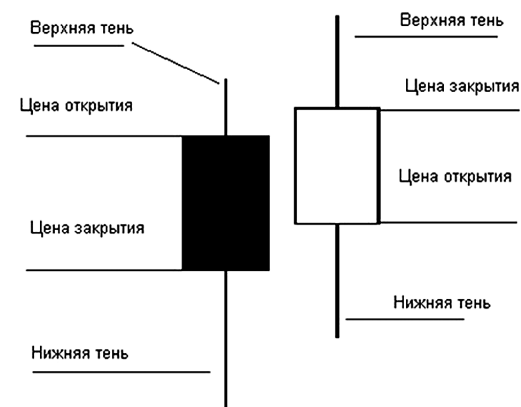 Верхняя тень
Цена открытия
Цена закрытия
Нижняя тень
Верхняя тень
Цена закрытия
Цена открытия
Нижняя тень